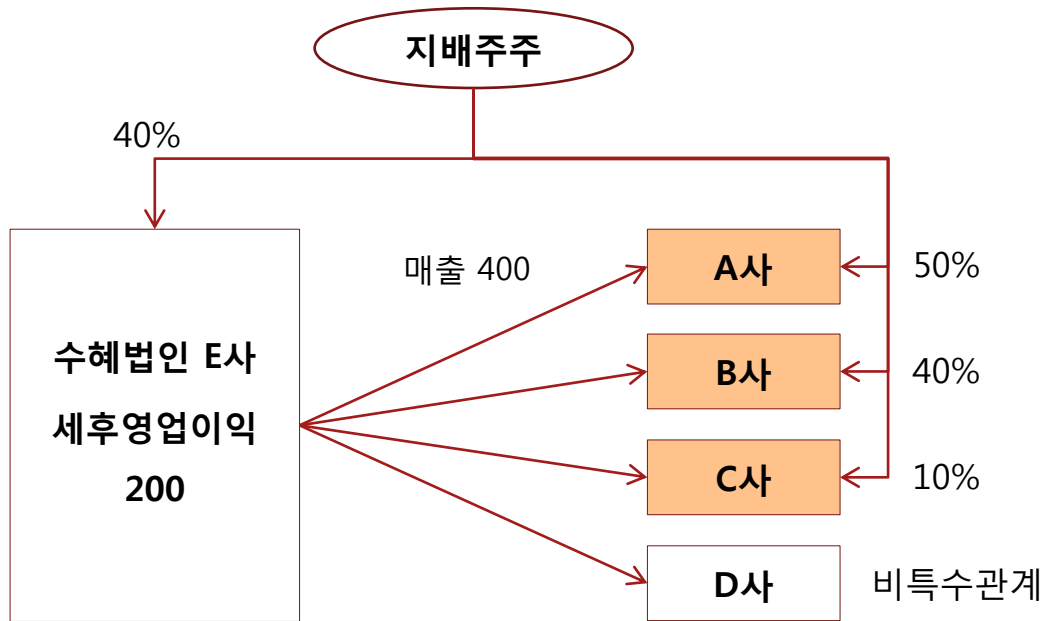 지배주주
40%
매출 400
A사
50%
수혜법인 E사
세후영업이익
200
B사
40%
C사
10%
D사
비특수관계